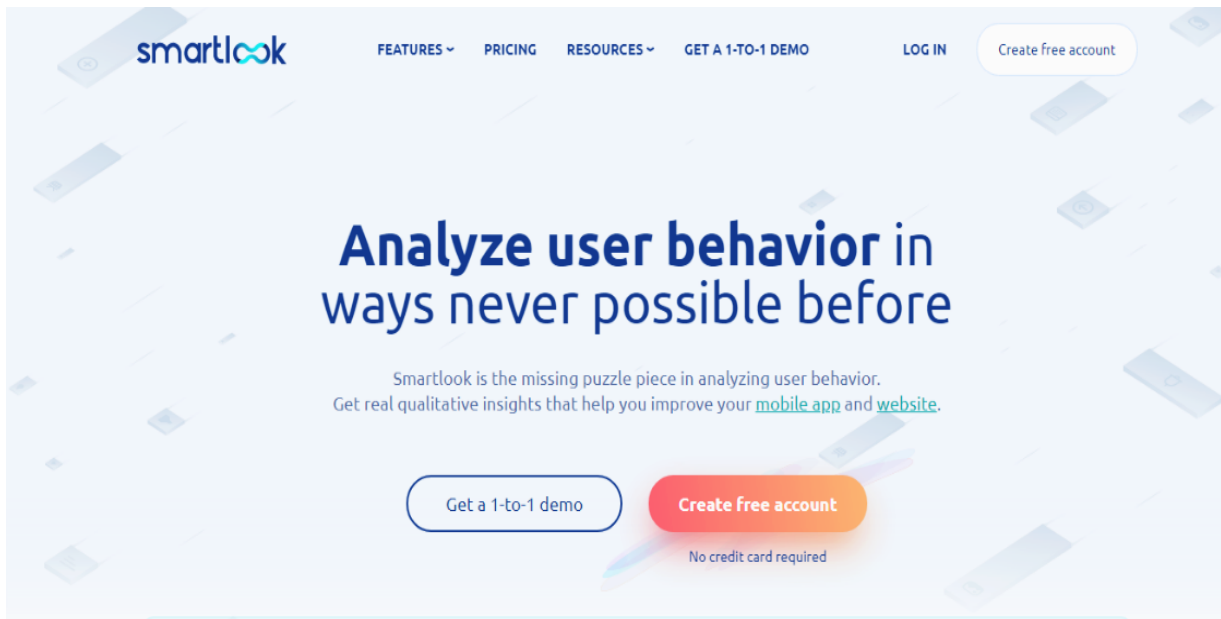 smartlook FEATURES PRICING RESOURCES GET A 1-TO-1 DEMO LOG IN Create free account
Analyze user behavior in
ways never possible before
Smartlook is the missing puzzle piece in analyzing user behavior.
Get real qualitative insights that help you improve your mobile app and website.
Get a 1-to-1 demo Create free account
No credit card required